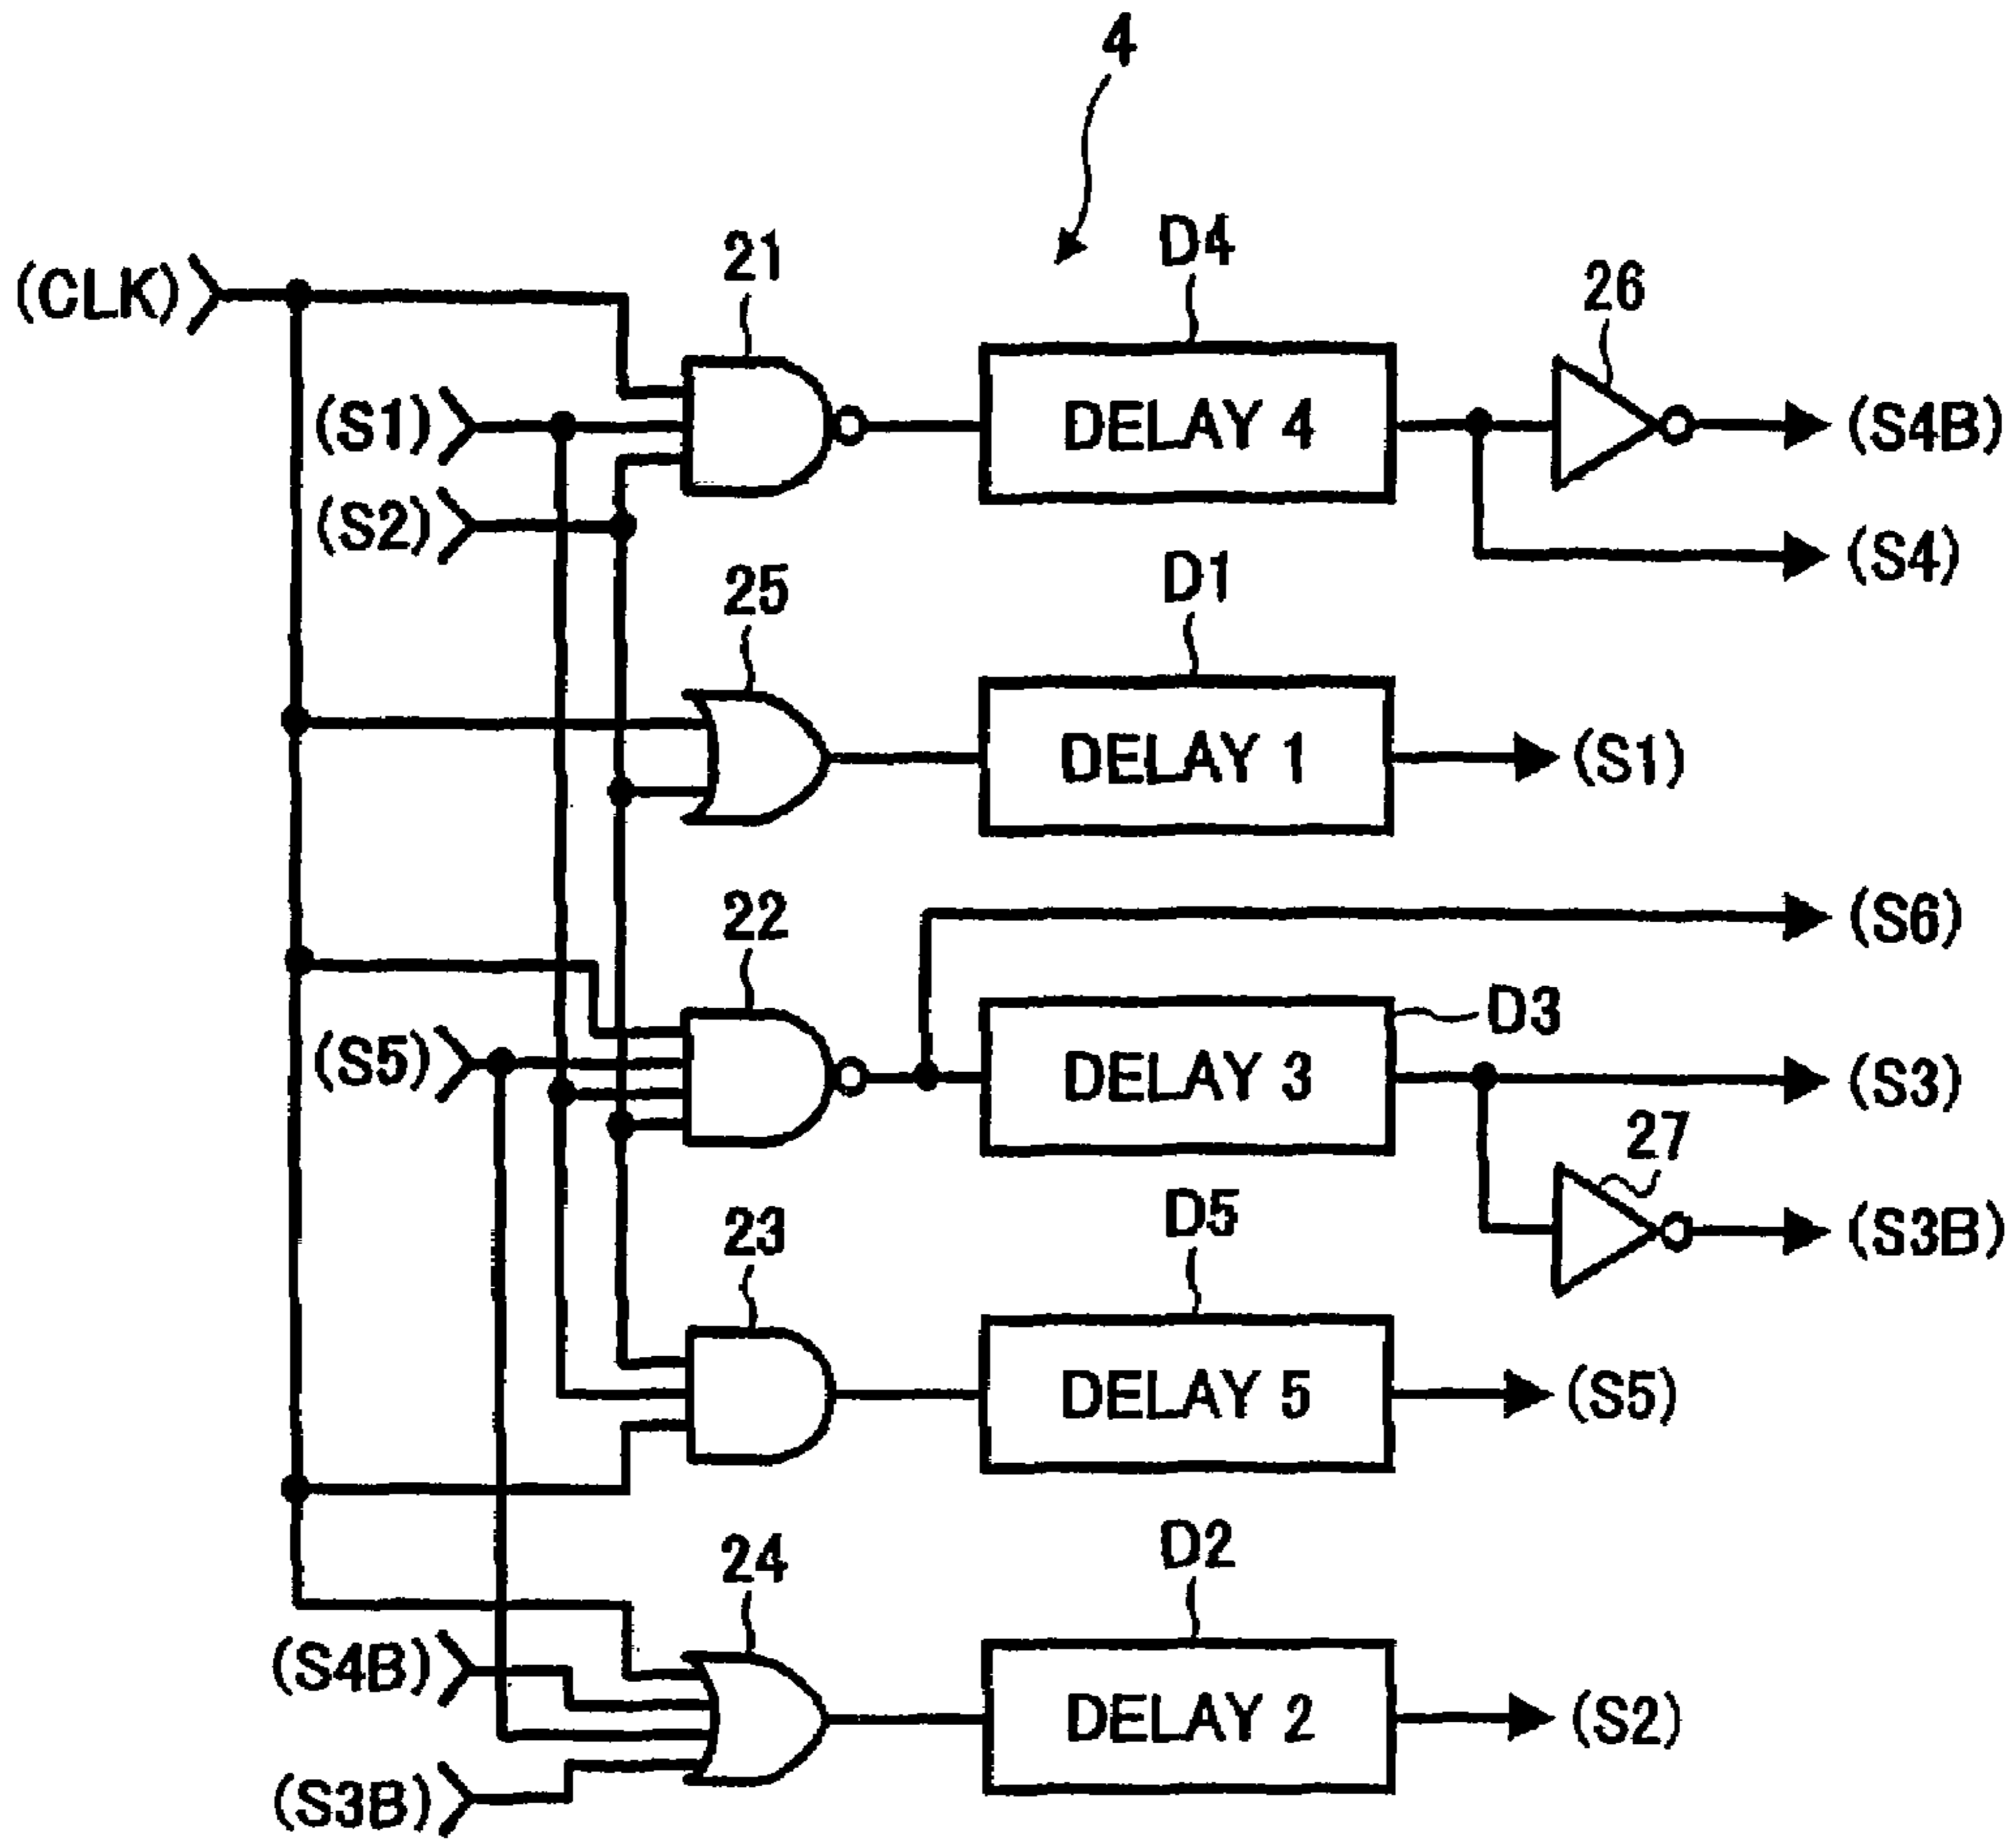 4
21
D4
26
(CLK)
(S1)
DELAY 4
(S4B)
(S2)
(S4)
25
D1
DELAY 1
(S1)
22
(S6)
D3
(S5)
DELAY 3
(S3)
27
23
D5
(S3B)
DELAY 5
(S5)
24
D2
(S4B)
DELAY 2
(S2)
(S3B)